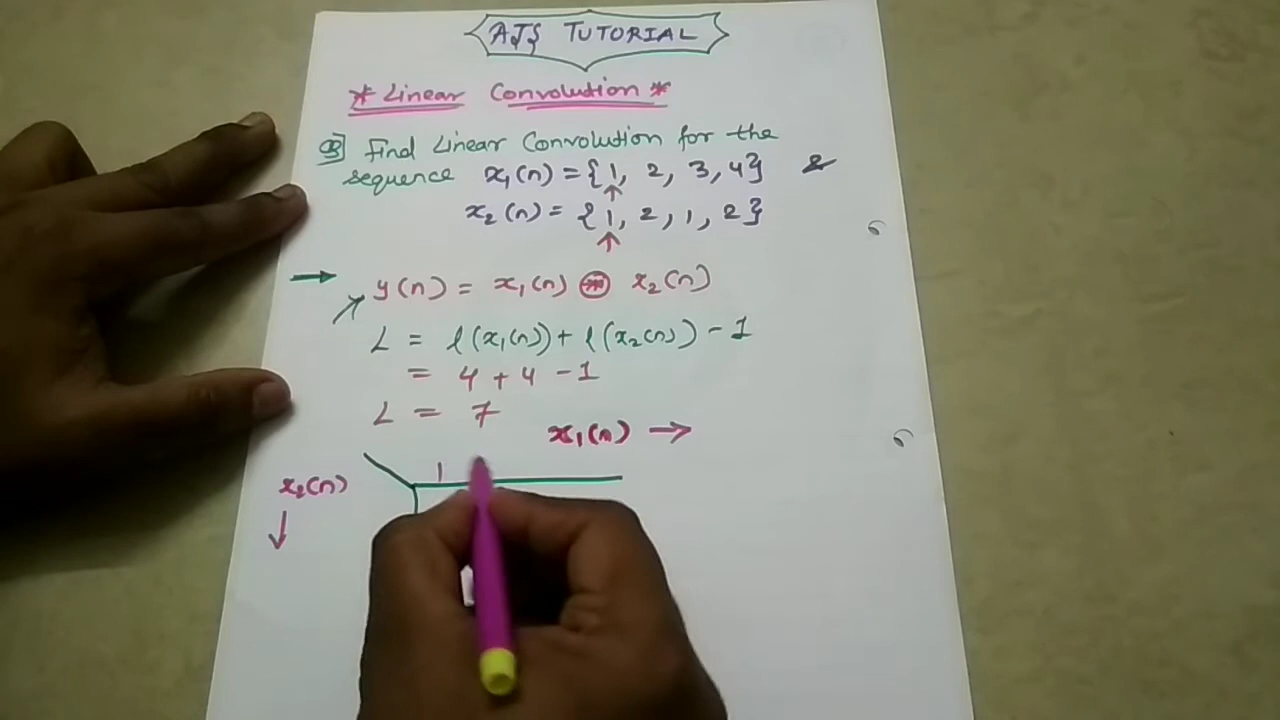 AJS TUTORIAL
* Linear Convolution *
Q] Find Linear Convolution for the
sequence x₁(n) = {1, 2, 3, 4} &
↑
x₂(n) = {1, 2, 1, 2}
↑
→ y(n) = x₁(n) ⊛ x₂(n)
L = l(x₁(n)) + l(x₂(n)) - 1
= 4 + 4 - 1
L = 7
x₁(n) →
1
x₂(n)
↓